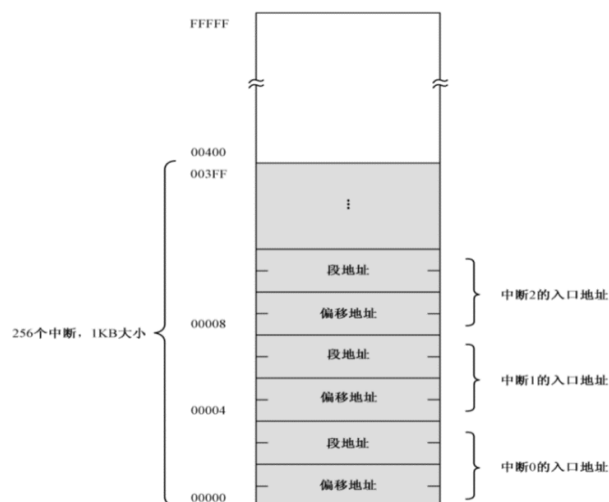 FFFFF
00400
003FF
⋮
段地址
偏移地址
中断2的入口地址
00008
256个中断，1KB大小
段地址
偏移地址
中断1的入口地址
00004
段地址
偏移地址
中断0的入口地址
00000